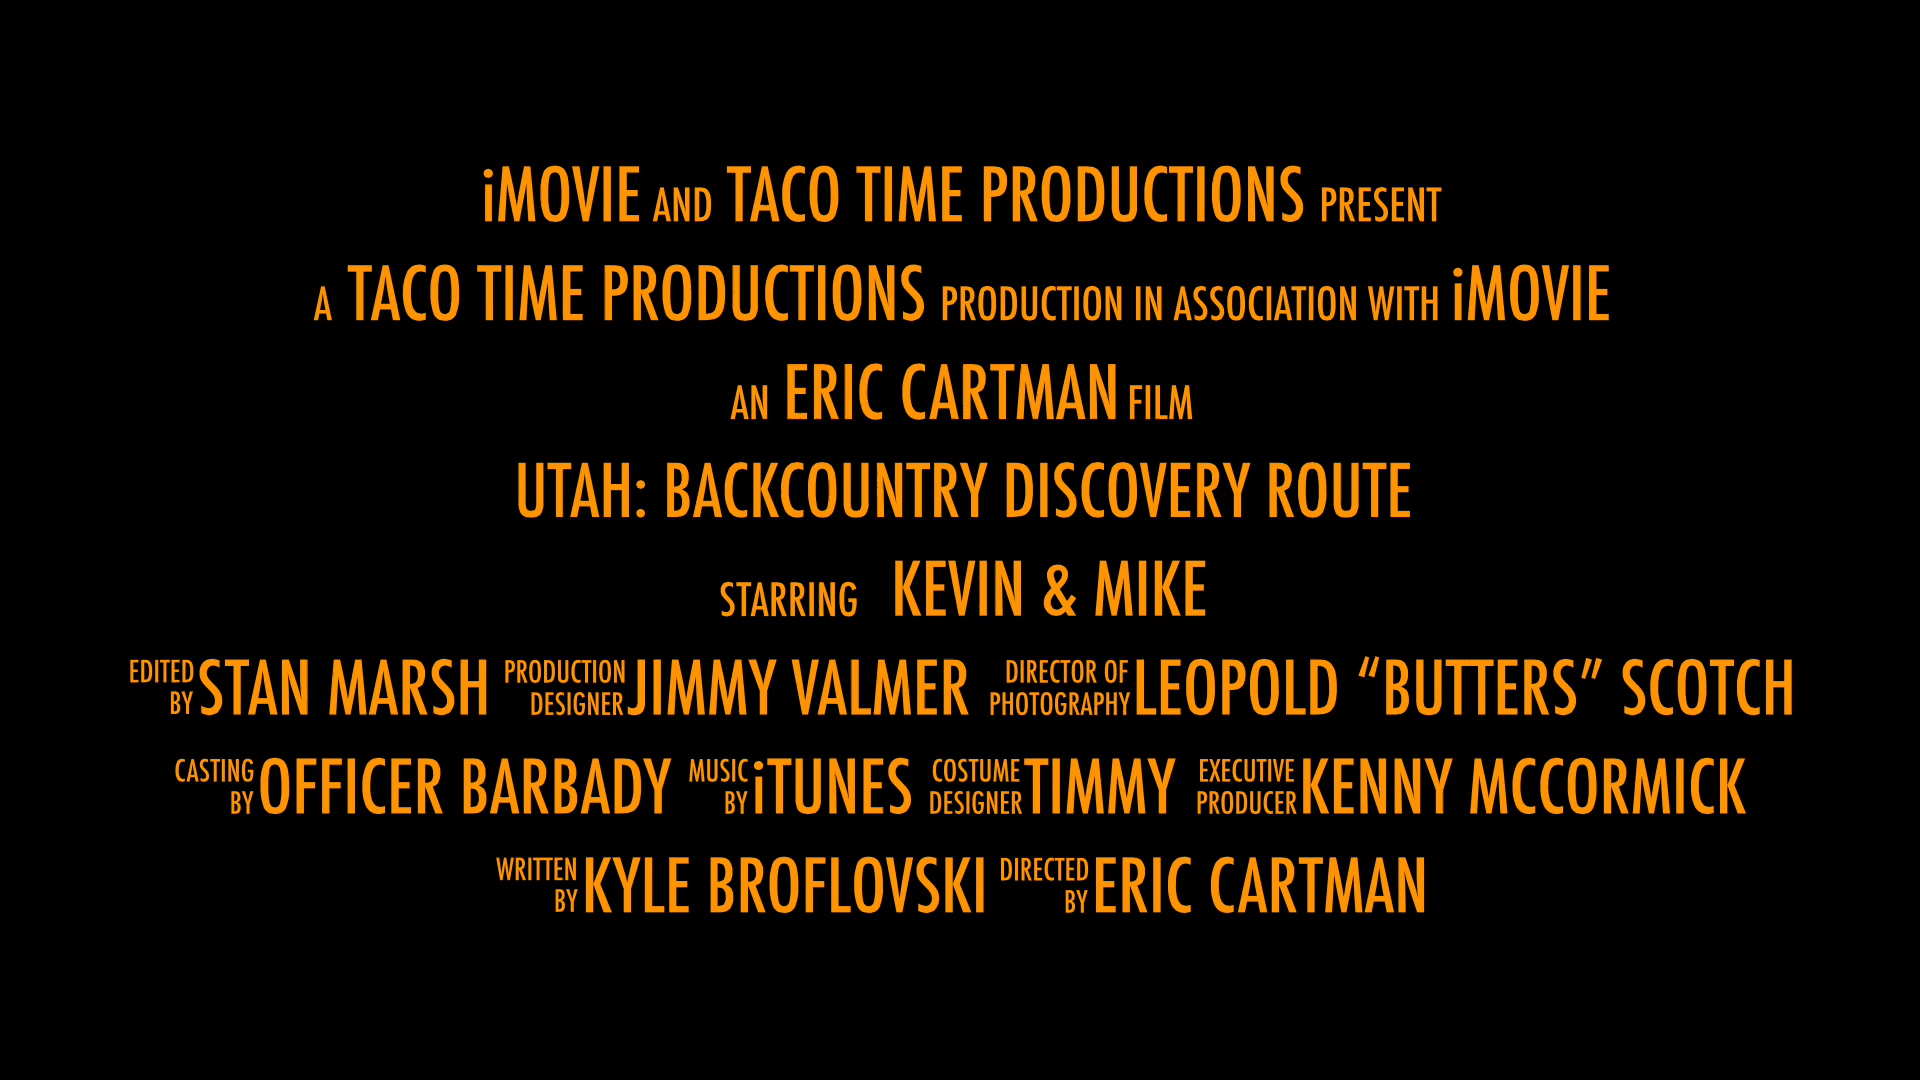 iMOVIE AND TACO TIME PRODUCTIONS PRESENT
A TACO TIME PRODUCTIONS PRODUCTION IN ASSOCIATION WITH iMOVIE
AN ERIC CARTMAN FILM
UTAH: BACKCOUNTRY DISCOVERY ROUTE
STARRING KEVIN & MIKE
EDITED BY STAN MARSH PRODUCTION DESIGNER JIMMY VALMER DIRECTOR OF PHOTOGRAPHY LEOPOLD “BUTTERS” SCOTCH
CASTING BY OFFICER BARBADY MUSIC BY iTUNES COSTUME DESIGNER TIMMY EXECUTIVE PRODUCER KENNY MCCORMICK
WRITTEN BY KYLE BROFLOVSKI DIRECTED BY ERIC CARTMAN